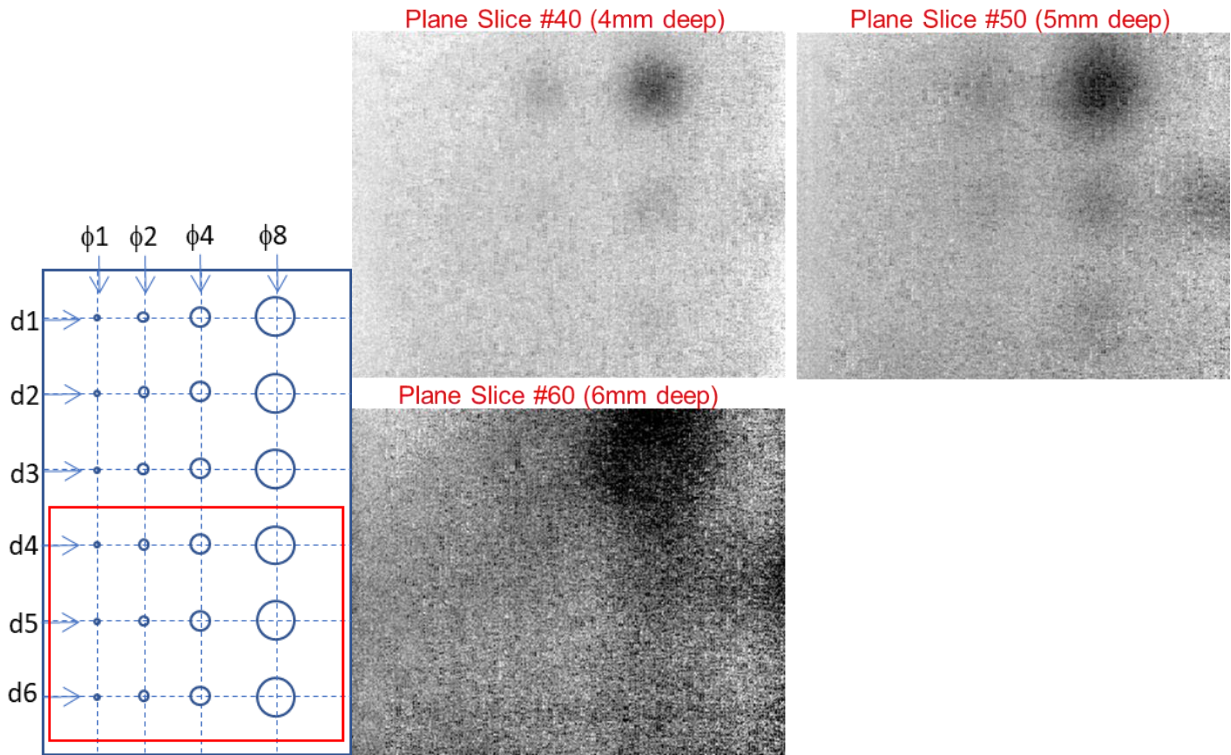 Plane Slice #40 (4mm deep)
Plane Slice #50 (5mm deep)
ϕ1 ϕ2 ϕ4 ϕ8
d1
d2
Plane Slice #60 (6mm deep)
d3
d4
d5
d6